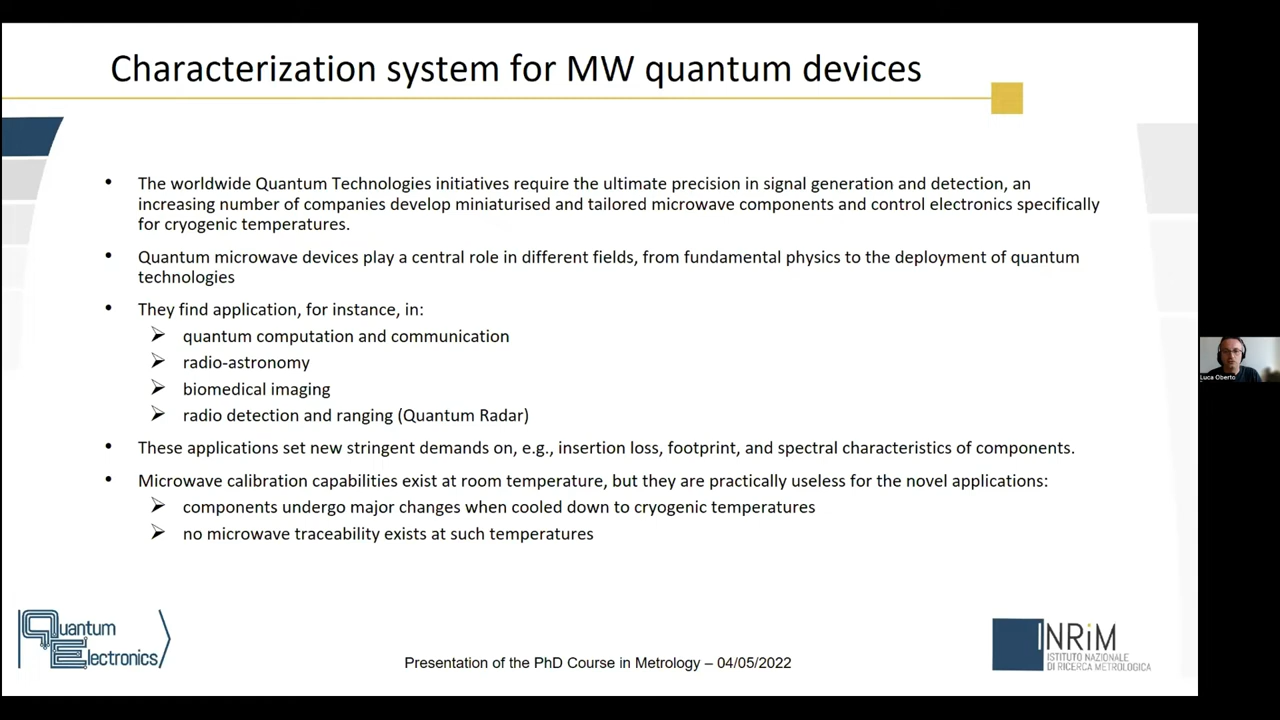 Characterization system for MW quantum devices
• The worldwide Quantum Technologies initiatives require the ultimate precision in signal generation and detection, an
increasing number of companies develop miniaturised and tailored microwave components and control electronics specifically
for cryogenic temperatures.
• Quantum microwave devices play a central role in different fields, from fundamental physics to the deployment of quantum
technologies
• They find application, for instance, in:
➢ quantum computation and communication
➢ radio-astronomy
➢ biomedical imaging
➢ radio detection and ranging (Quantum Radar)
• These applications set new stringent demands on, e.g., insertion loss, footprint, and spectral characteristics of components.
• Microwave calibration capabilities exist at room temperature, but they are practically useless for the novel applications:
➢ components undergo major changes when cooled down to cryogenic temperatures
➢ no microwave traceability exists at such temperatures
Luca Oberto
Quantum
Electronics
Presentation of the PhD Course in Metrology – 04/05/2022
INRiM
ISTITUTO NAZIONALE
DI RICERCA METROLOGICA